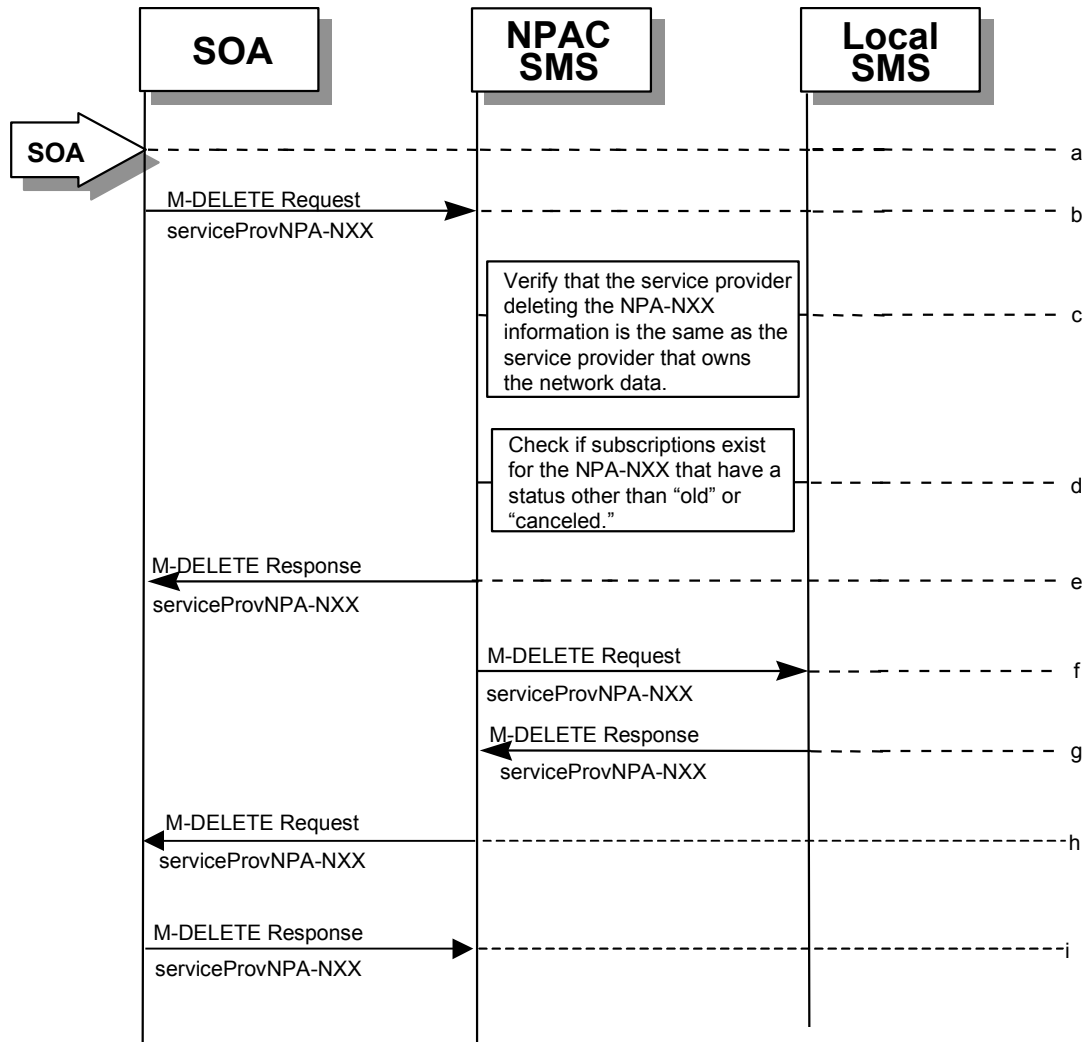 SOA
NPAC
SMS
Local
SMS
SOA
a
M-DELETE Request
serviceProvNPA-NXX
b
Verify that the service provider
deleting the NPA-NXX
information is the same as the
service provider that owns
the network data.
c
Check if subscriptions exist
for the NPA-NXX that have a
status other than “old” or
“canceled.”
d
M-DELETE Response
serviceProvNPA-NXX
e
M-DELETE Request
serviceProvNPA-NXX
f
M-DELETE Response
serviceProvNPA-NXX
g
M-DELETE Request
serviceProvNPA-NXX
h
M-DELETE Response
serviceProvNPA-NXX
i